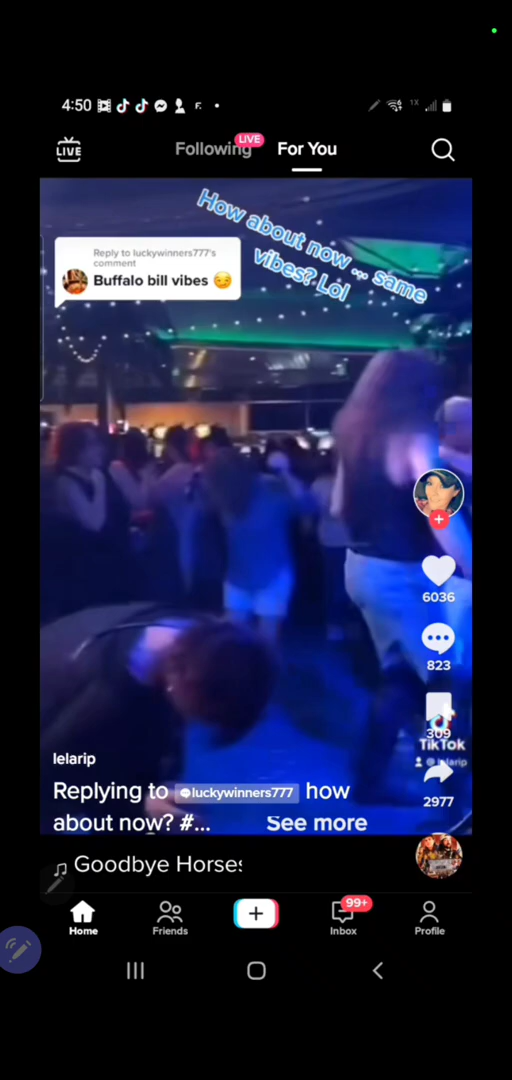 4:50
1X
LIVE
Following
LIVE
For You
How about now ... same
vibes? Lol
Reply to luckywinners777's
comment
Buffalo bill vibes 😏
6036
823
309
TikTok
@lelarip
2977
lelarip
Replying to luckywinners777 how
about now? #... See more
Goodbye Horses
Home
Friends
99+
Inbox
Profile